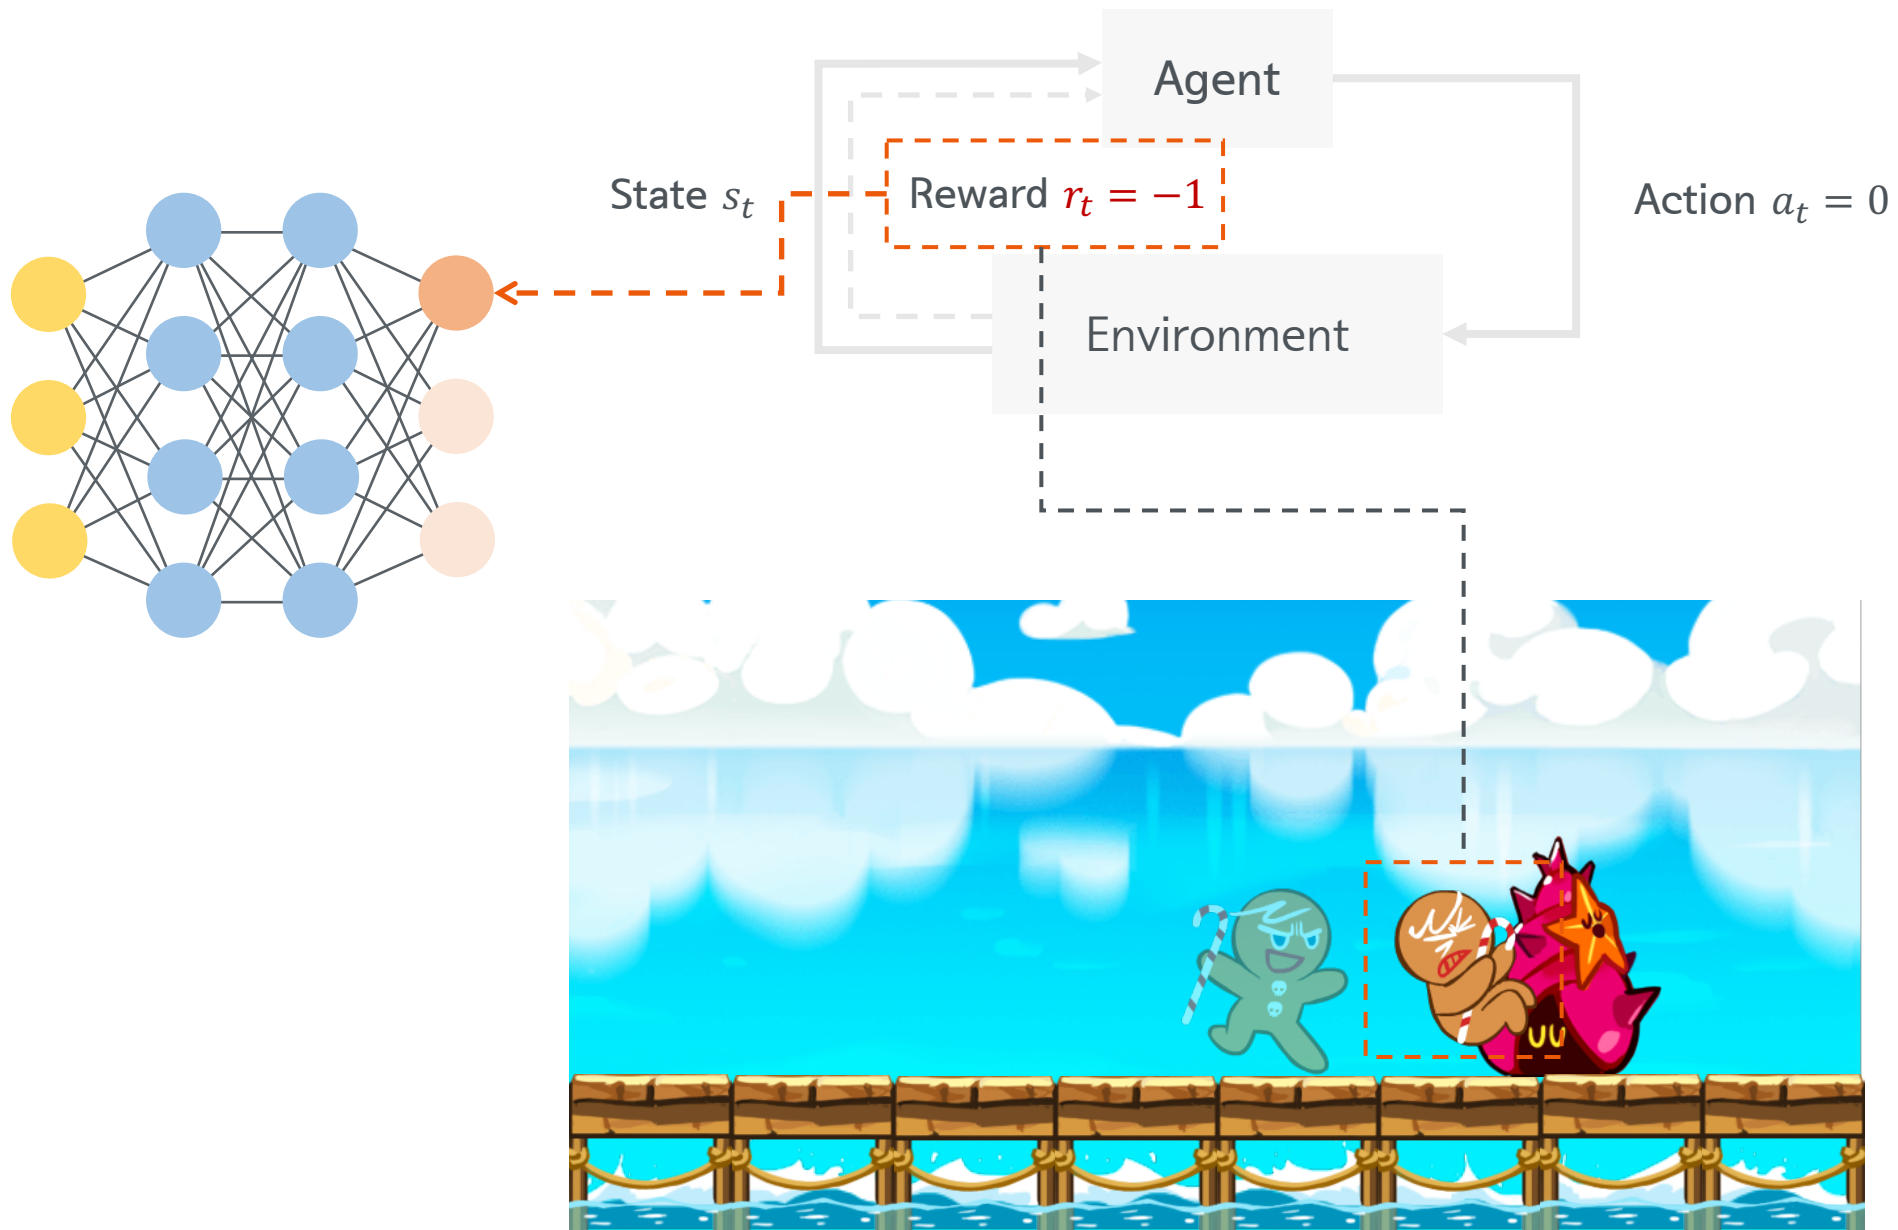 Agent
State s_t
Reward r_t = −1
Action a_t = 0
Environment